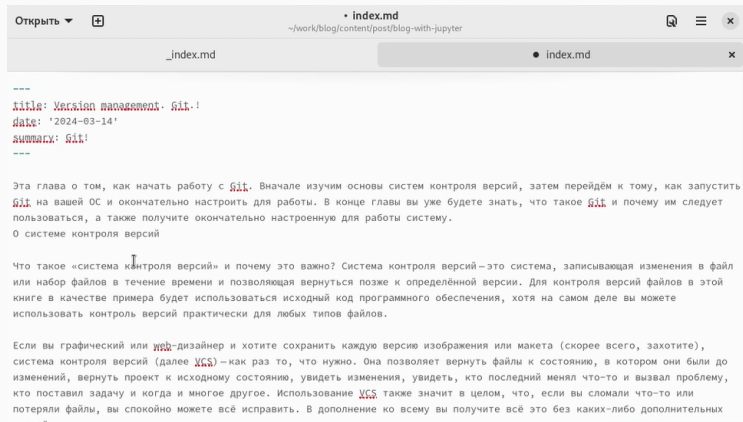 Открыть
• index.md
~/work/blog/content/post/blog-with-jupyter
_index.md
● index.md
---
title: Version management. Git.!
date: '2024-03-14'
summary: Git!
---
Эта глава о том, как начать работу с Git. Вначале изучим основы систем контроля версий, затем перейдём к тому, как запустить
Git на вашей ОС и окончательно настроить для работы. В конце главы вы уже будете знать, что такое Git и почему им следует
пользоваться, а также получите окончательно настроенную для работы систему.
О системе контроля версий
Что такое «система контроля версий» и почему это важно? Система контроля версий — это система, записывающая изменения в файл
или набор файлов в течение времени и позволяющая вернуться позже к определённой версии. Для контроля версий файлов в этой
книге в качестве примера будет использоваться исходный код программного обеспечения, хотя на самом деле вы можете
использовать контроль версий практически для любых типов файлов.
Если вы графический или web-дизайнер и хотите сохранить каждую версию изображения или макета (скорее всего, захотите),
система контроля версий (далее VCS) — как раз то, что нужно. Она позволяет вернуть файлы к состоянию, в котором они были до
изменений, вернуть проект к исходному состоянию, увидеть изменения, увидеть, кто последний менял что-то и вызвал проблему,
кто поставил задачу и когда и многое другое. Использование VCS также значит в целом, что, если вы сломали что-то или
потеряли файлы, вы спокойно можете всё исправить. В дополнение ко всему вы получите всё это без каких-либо дополнительных